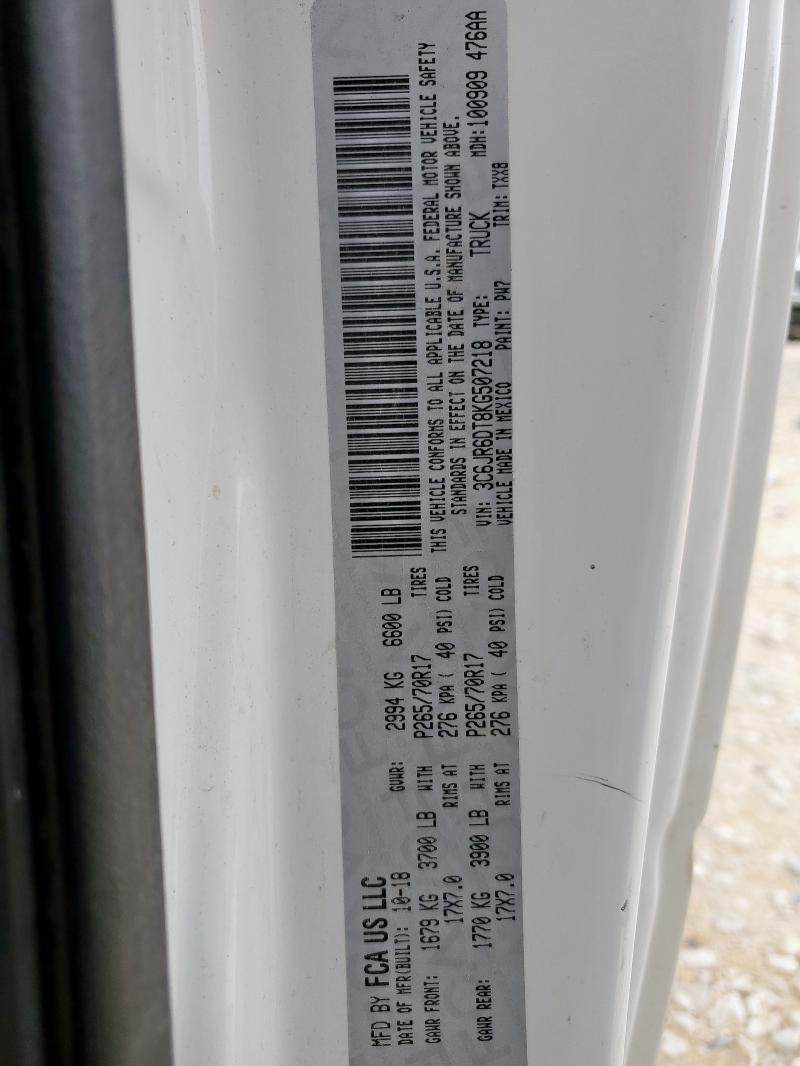 MFD BY FCA US LLC
DATE OF MFR(BUILT): 10-18 GVWR: 2994 KG 6600 LB
GAWR FRONT: 1679 KG 3700 LB WITH P265/70R17 TIRES
17X7.0 RIMS AT 276 KPA ( 40 PSI) COLD
GAWR REAR: 1770 KG 3900 LB WITH P265/70R17 TIRES
17X7.0 RIMS AT 276 KPA ( 40 PSI) COLD
THIS VEHICLE CONFORMS TO ALL APPLICABLE U.S.A. FEDERAL MOTOR VEHICLE SAFETY
STANDARDS IN EFFECT ON THE DATE OF MANUFACTURE SHOWN ABOVE.
VIN: 3C6JR6DT8KG507218 TYPE: TRUCK MDH:100909 476AA
VEHICLE MADE IN MEXICO PAINT: PW7 TRIM: TXX8